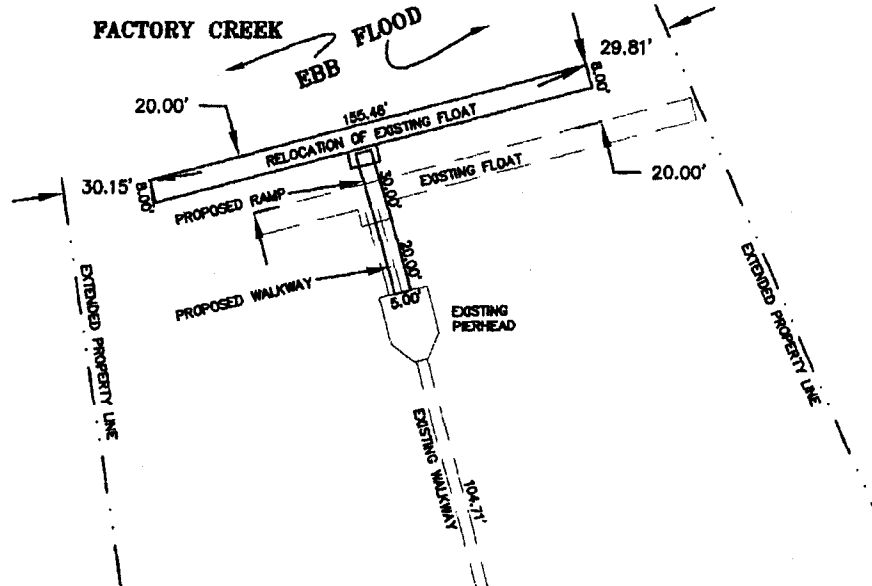 FACTORY CREEK
EBB FLOOD
29.81'
20.00'
155.46'
8.00'
RELOCATION OF EXISTING FLOAT
30.15'
8.00'
EXISTING FLOAT
20.00'
PROPOSED RAMP
30.00'
20.00'
PROPOSED WALKWAY
5.00'
EXISTING
PIERHEAD
EXTENDED PROPERTY LINE
EXTENDED PROPERTY LINE
EXISTING WALKWAY
104.71'